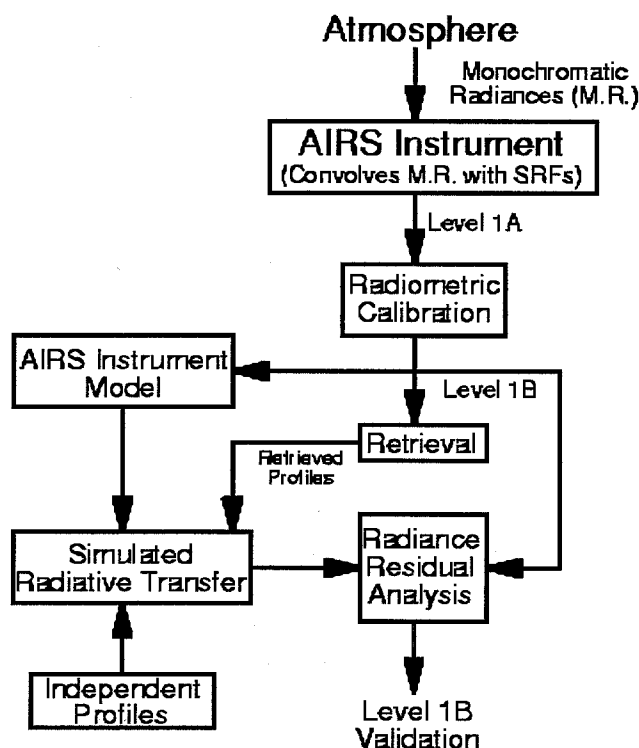 Atmosphere
Monochromatic
Radiances (M.R.)
AIRS Instrument
(Convolves M.R. with SRFs)
Level 1A
Radiometric
Calibration
AIRS Instrument
Model
Level 1B
Retrieval
Retrieved
Profiles
Simulated
Radiative Transfer
Radiance
Residual
Analysis
Independent
Profiles
Level 1B
Validation